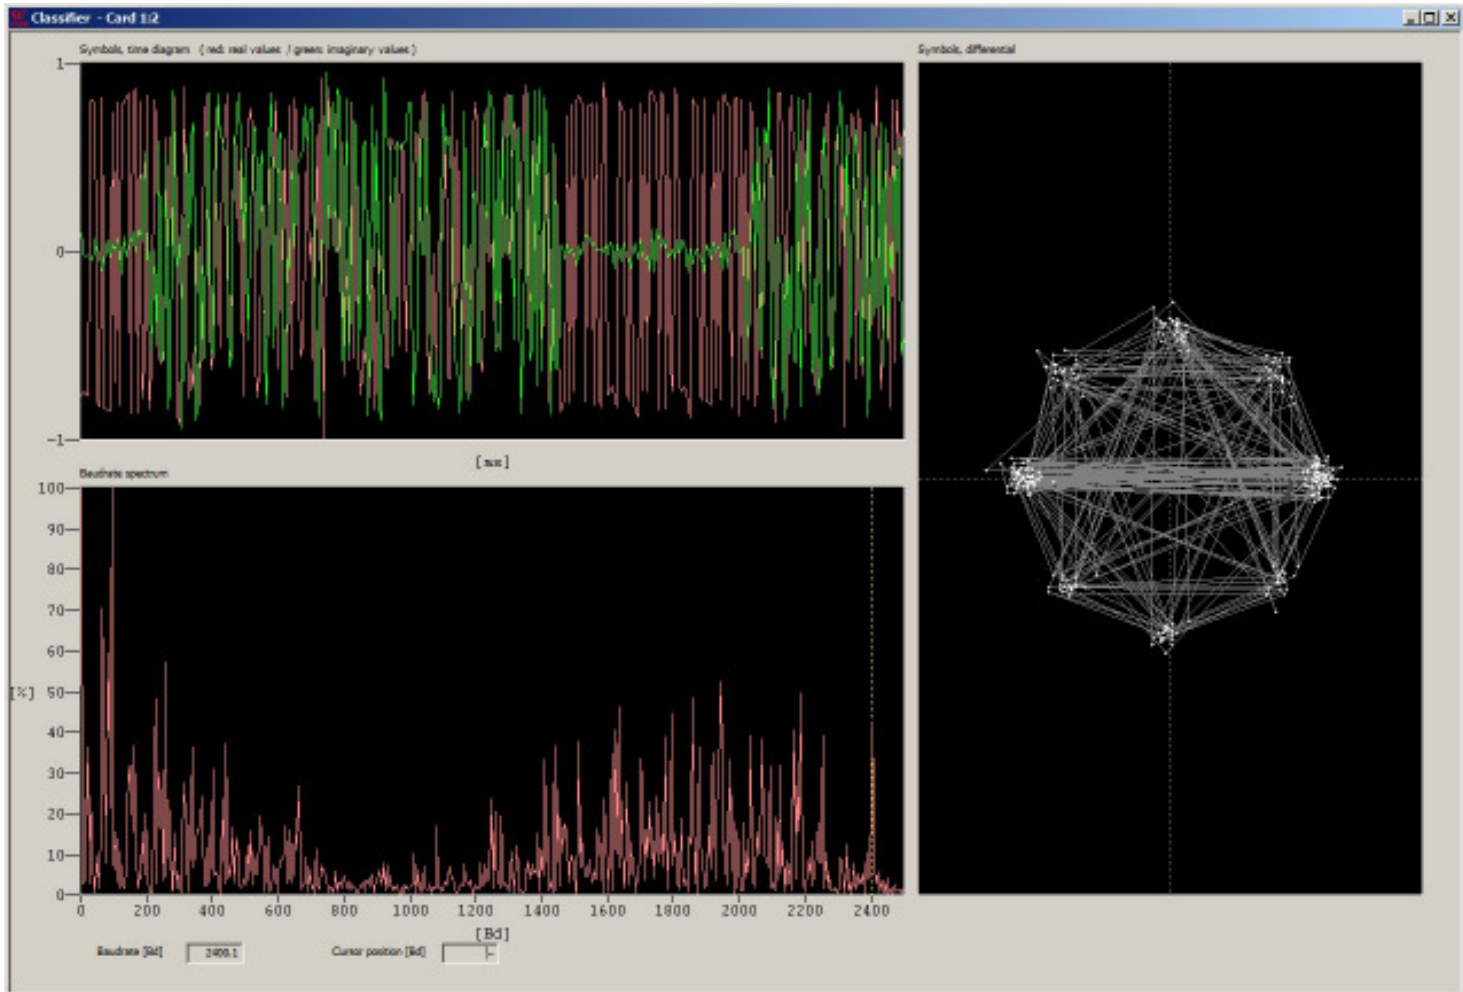 Classifier - Card 1:2
Symbols, time diagram ( red: real values / green: imaginary values )
Symbols, differential
1
0
-1
[ms]
Baudrate spectrum
100
90
80
70
60
[%] 50
40
30
20
10
0
0 200 400 600 800 1000 1200 1400 1600 1800 2000 2200 2400
[Bd]
Baudrate [Bd] 2400.1 Cursor position [Bd]